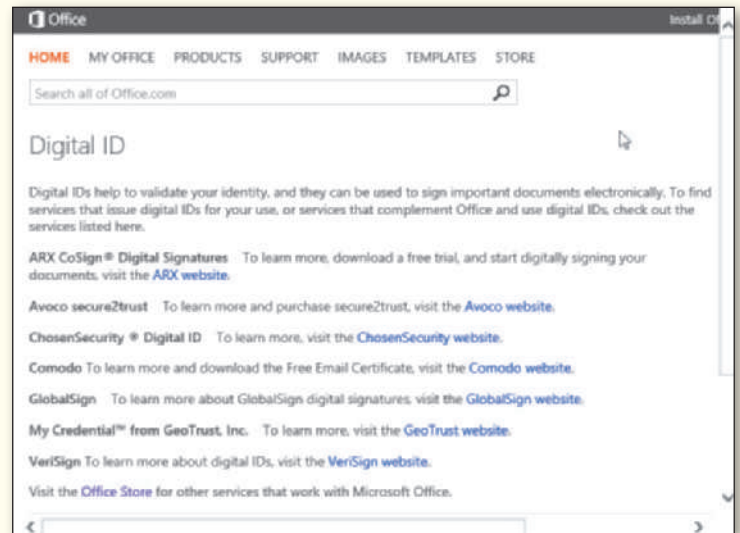 Office
Install Of
HOME MY OFFICE PRODUCTS SUPPORT IMAGES TEMPLATES STORE
Search all of Office.com
Digital ID
Digital IDs help to validate your identity, and they can be used to sign important documents electronically. To find
services that issue digital IDs for your use, or services that complement Office and use digital IDs, check out the
services listed here.
ARX CoSign® Digital Signatures To learn more, download a free trial, and start digitally signing your
documents, visit the ARX website.
Avoco secure2trust To learn more and purchase secure2trust, visit the Avoco website.
ChosenSecurity ® Digital ID To learn more, visit the ChosenSecurity website.
Comodo To learn more and download the Free Email Certificate, visit the Comodo website.
GlobalSign To learn more about GlobalSign digital signatures, visit the GlobalSign website.
My Credential™ from GeoTrust, Inc. To learn more, visit the GeoTrust website.
VeriSign To learn more about digital IDs, visit the VeriSign website.
Visit the Office Store for other services that work with Microsoft Office.